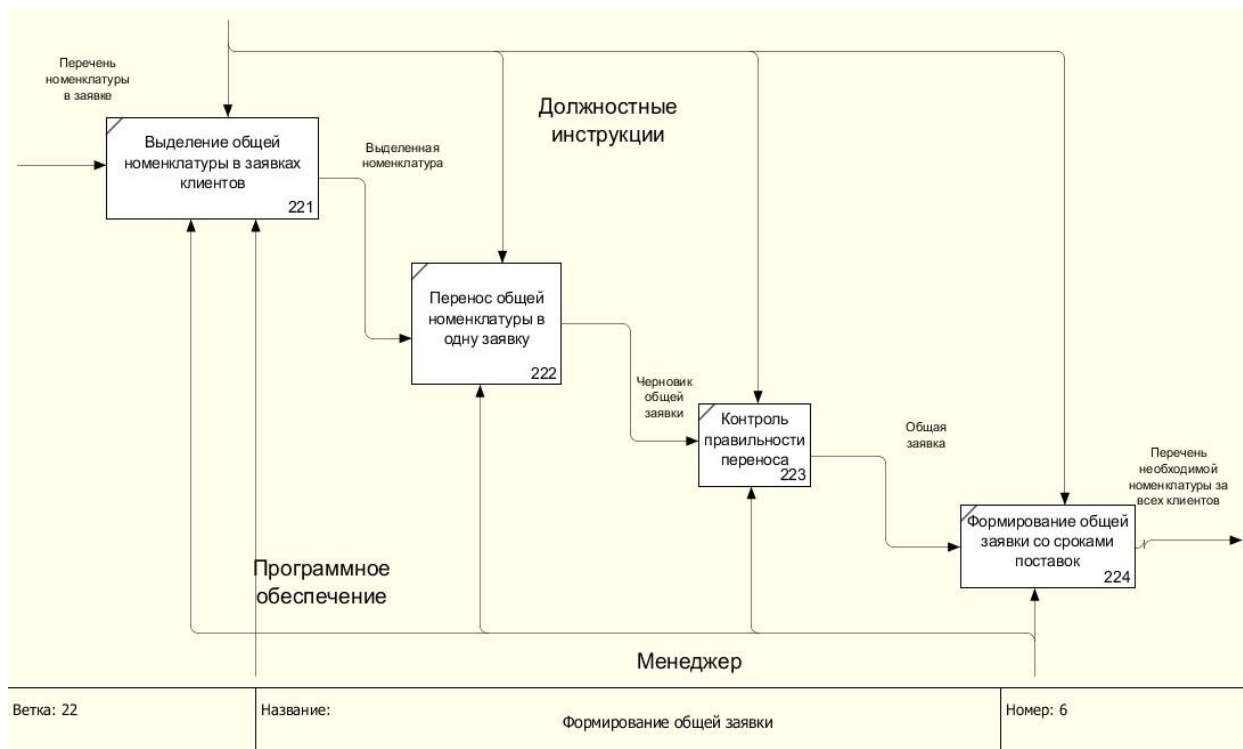 Перечень
номенклатуры
в заявке
Должностные
инструкции
Выделение общей
номенклатуры в заявках
клиентов
221
Выделенная
номенклатура
Перенос общей
номенклатуры в
одну заявку
222
Черновик
общей
заявки
Контроль
правильности
переноса
223
Общая
заявка
Перечень
необходимой
номенклатуры за
всех клиентов
Формирование общей
заявки со сроками
поставок
224
Программное
обеспечение
Менеджер
Ветка: 22
Название:
Формирование общей заявки
Номер: 6